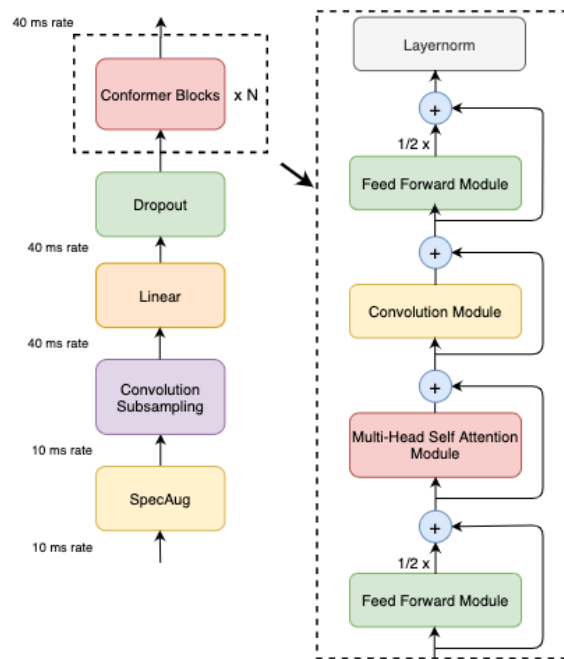 40 ms rate
Conformer Blocks
x N
Dropout
40 ms rate
Linear
40 ms rate
Convolution
Subsampling
10 ms rate
SpecAug
10 ms rate
Layernorm
+
1/2 x
Feed Forward Module
+
Convolution Module
+
Multi-Head Self Attention
Module
+
1/2 x
Feed Forward Module